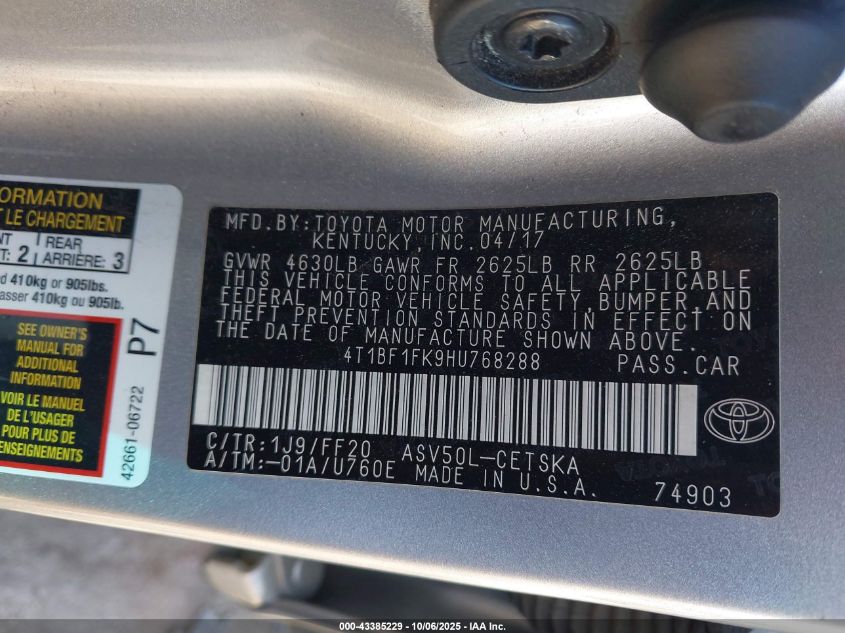 ORMATION
LE CHARGEMENT
REAR
2
ARRIÈRE: 3
410kg or 905lbs.
asser 410kg ou 905lb.
SEE OWNER'S
MANUAL FOR
ADDITIONAL
INFORMATION
VOIR LE MANUEL
DE L'USAGER
POUR PLUS DE
ENSEIGNEMENTS
P7
42661-06722
MFD.BY:TOYOTA MOTOR MANUFACTURING,
KENTUCKY, INC.04/17
GVWR 4630LB GAWR FR 2625LB RR 2625LB
THIS VEHICLE CONFORMS TO ALL APPLICABLE
FEDERAL MOTOR VEHICLE SAFETY, BUMPER, AND
THEFT PREVENTION STANDARDS IN EFFECT ON
THE DATE OF MANUFACTURE SHOWN ABOVE.
4T1BF1FK9HU768288 PASS.CAR
C/TR:1J9/FF20 ASV50L-CETSKA
A/TM:-01A/U760E MADE IN U.S.A. 74903
000-43385229 - 10/06/2025 - IAA Inc.